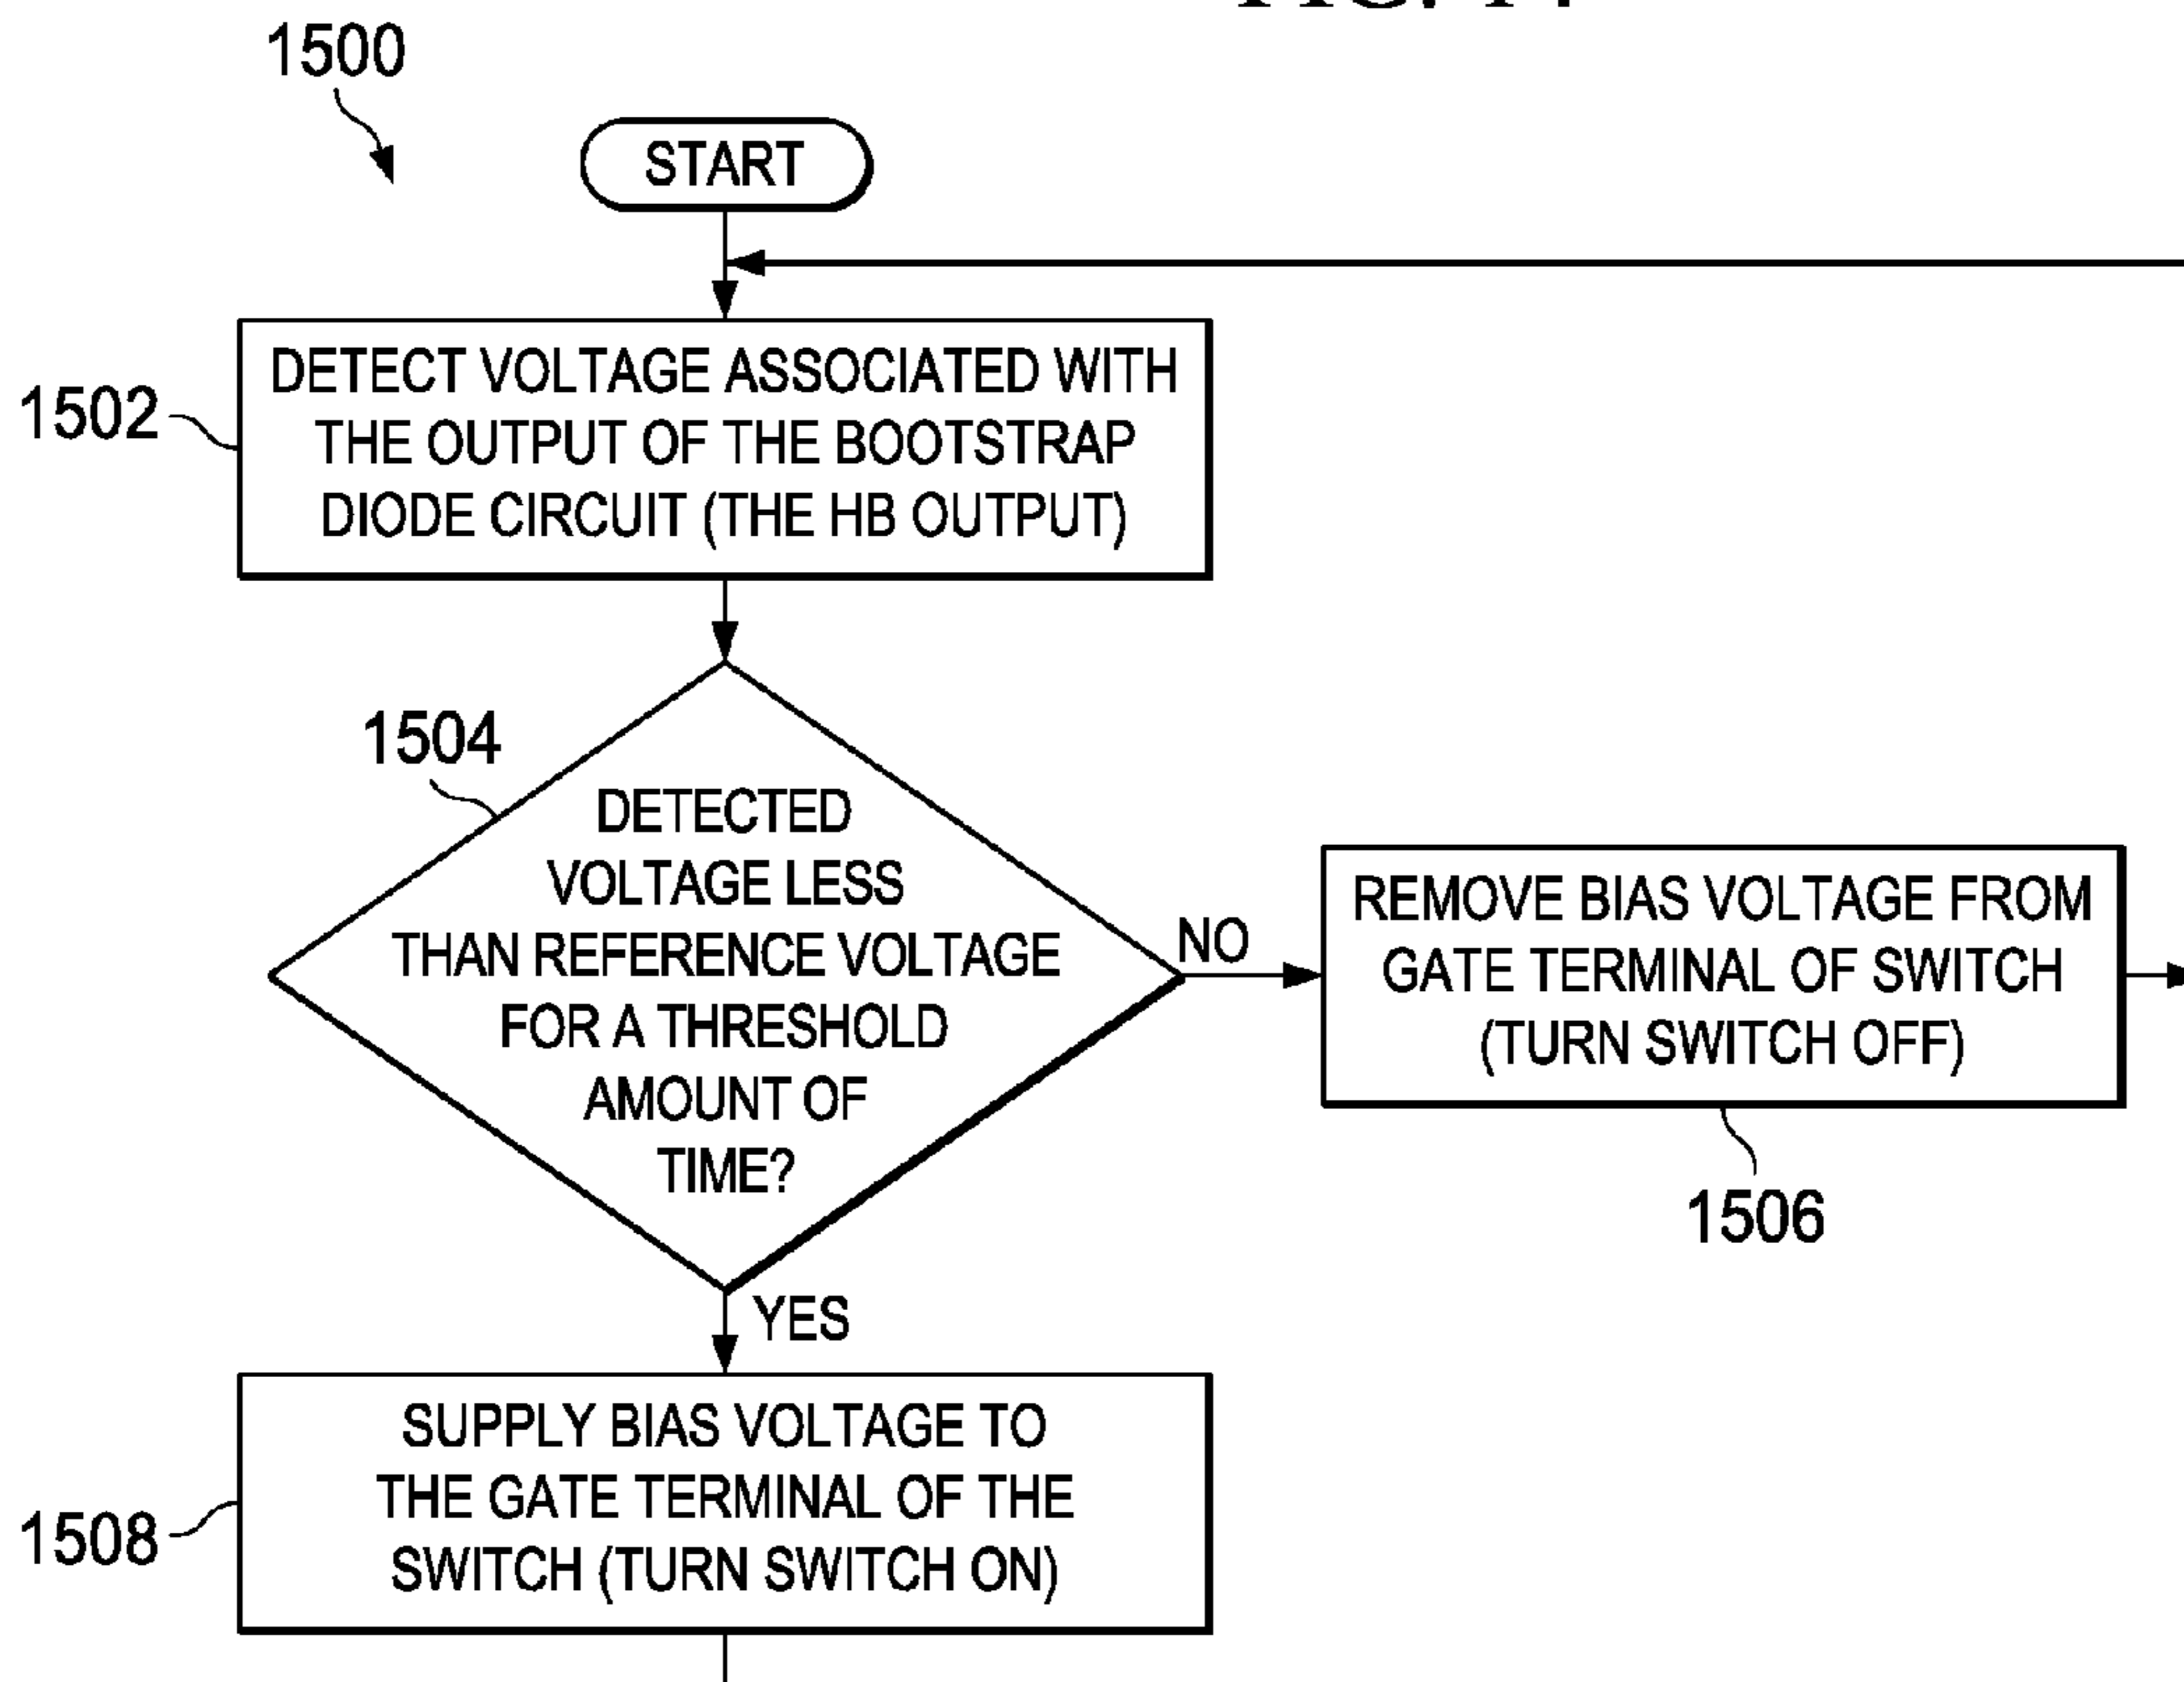 1500
START
1502
DETECT VOLTAGE ASSOCIATED WITH
THE OUTPUT OF THE BOOTSTRAP
DIODE CIRCUIT (THE HB OUTPUT)
1504
DETECTED
VOLTAGE LESS
THAN REFERENCE VOLTAGE
FOR A THRESHOLD
AMOUNT OF
TIME?
NO
REMOVE BIAS VOLTAGE FROM
GATE TERMINAL OF SWITCH
(TURN SWITCH OFF)
1506
YES
1508
SUPPLY BIAS VOLTAGE TO
THE GATE TERMINAL OF THE
SWITCH (TURN SWITCH ON)